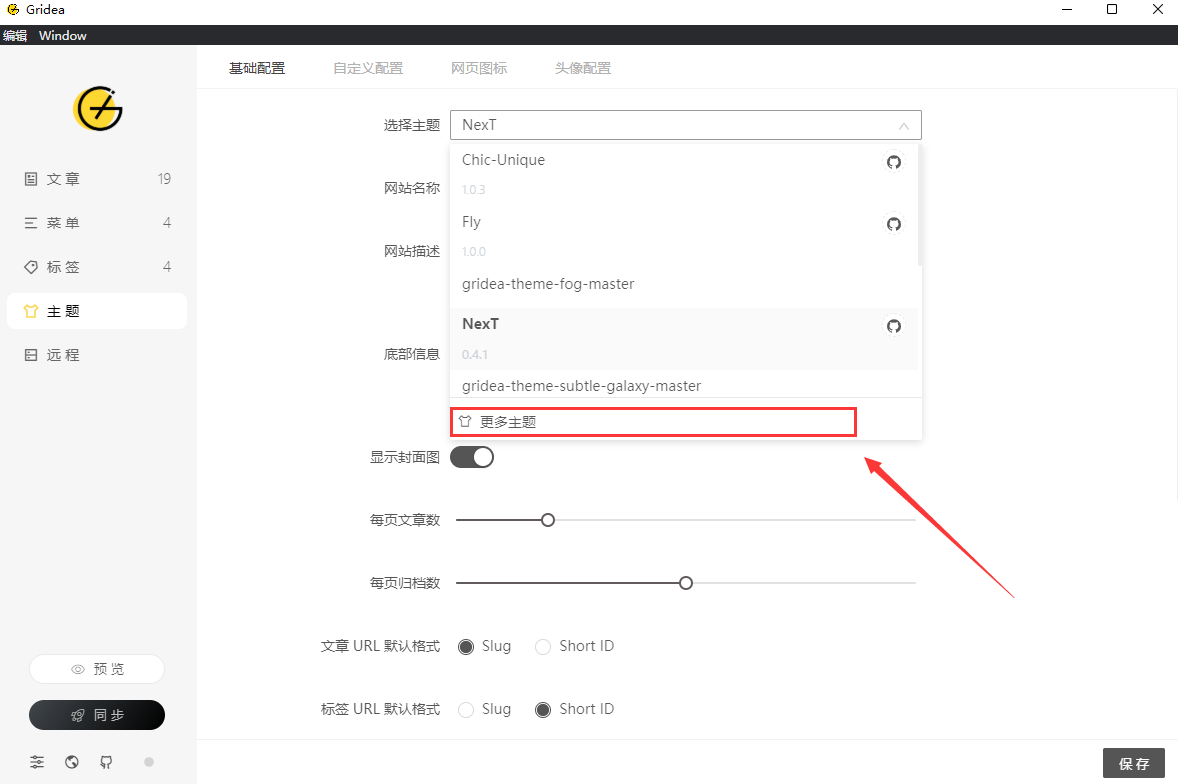 Gridea
编辑 Window
基础配置 自定义配置 网页图标 头像配置
文章 19
菜单 4
标签 4
主题
远程
预览
同步
选择主题 NexT
Chic-Unique
网站名称
1.0.3
Fly
网站描述
1.0.0
gridea-theme-fog-master
NexT
底部信息
0.4.1
gridea-theme-subtle-galaxy-master
更多主题
显示封面图
每页文章数
每页归档数
文章 URL 默认格式 Slug Short ID
标签 URL 默认格式 Slug Short ID
保存